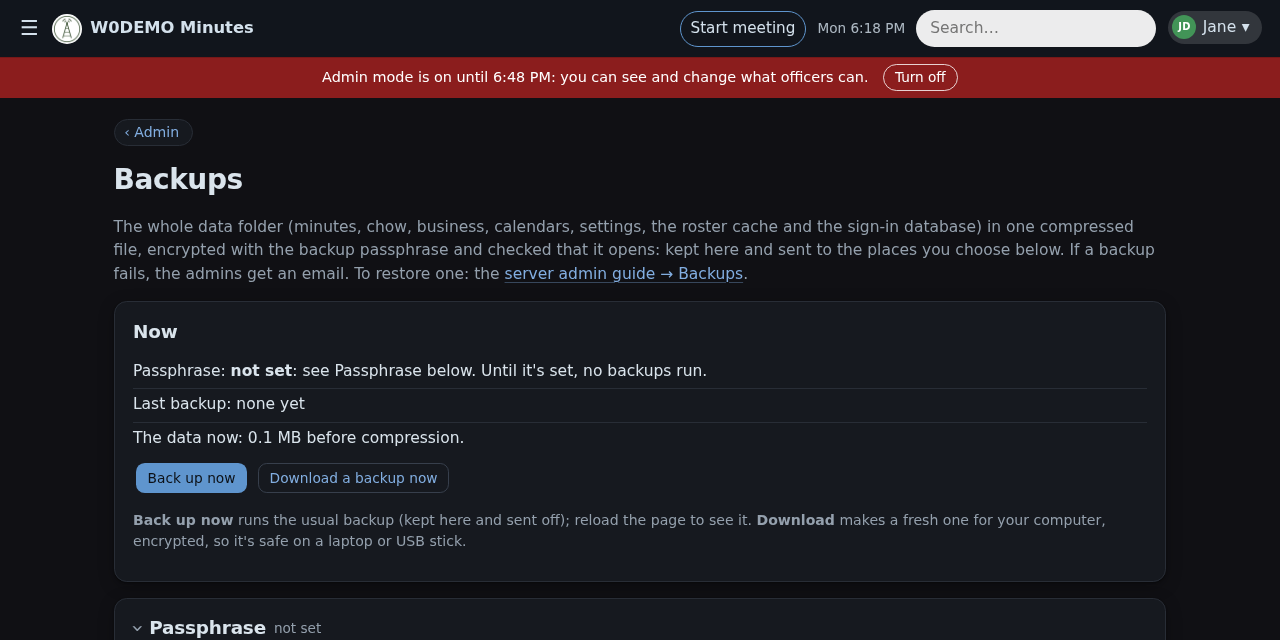 ☰ W0DEMO Minutes Start meeting Mon 6:18 PM Search… JD Jane ▾
Admin mode is on until 6:48 PM: you can see and change what officers can. Turn off
‹ Admin
Backups
The whole data folder (minutes, chow, business, calendars, settings, the roster cache and the sign-in database) in one compressed
file, encrypted with the backup passphrase and checked that it opens: kept here and sent to the places you choose below. If a backup
fails, the admins get an email. To restore one: the server admin guide → Backups.
Now
Passphrase: not set: see Passphrase below. Until it's set, no backups run.
Last backup: none yet
The data now: 0.1 MB before compression.
Back up now Download a backup now
Back up now runs the usual backup (kept here and sent off); reload the page to see it. Download makes a fresh one for your computer,
encrypted, so it's safe on a laptop or USB stick.
Passphrase not set